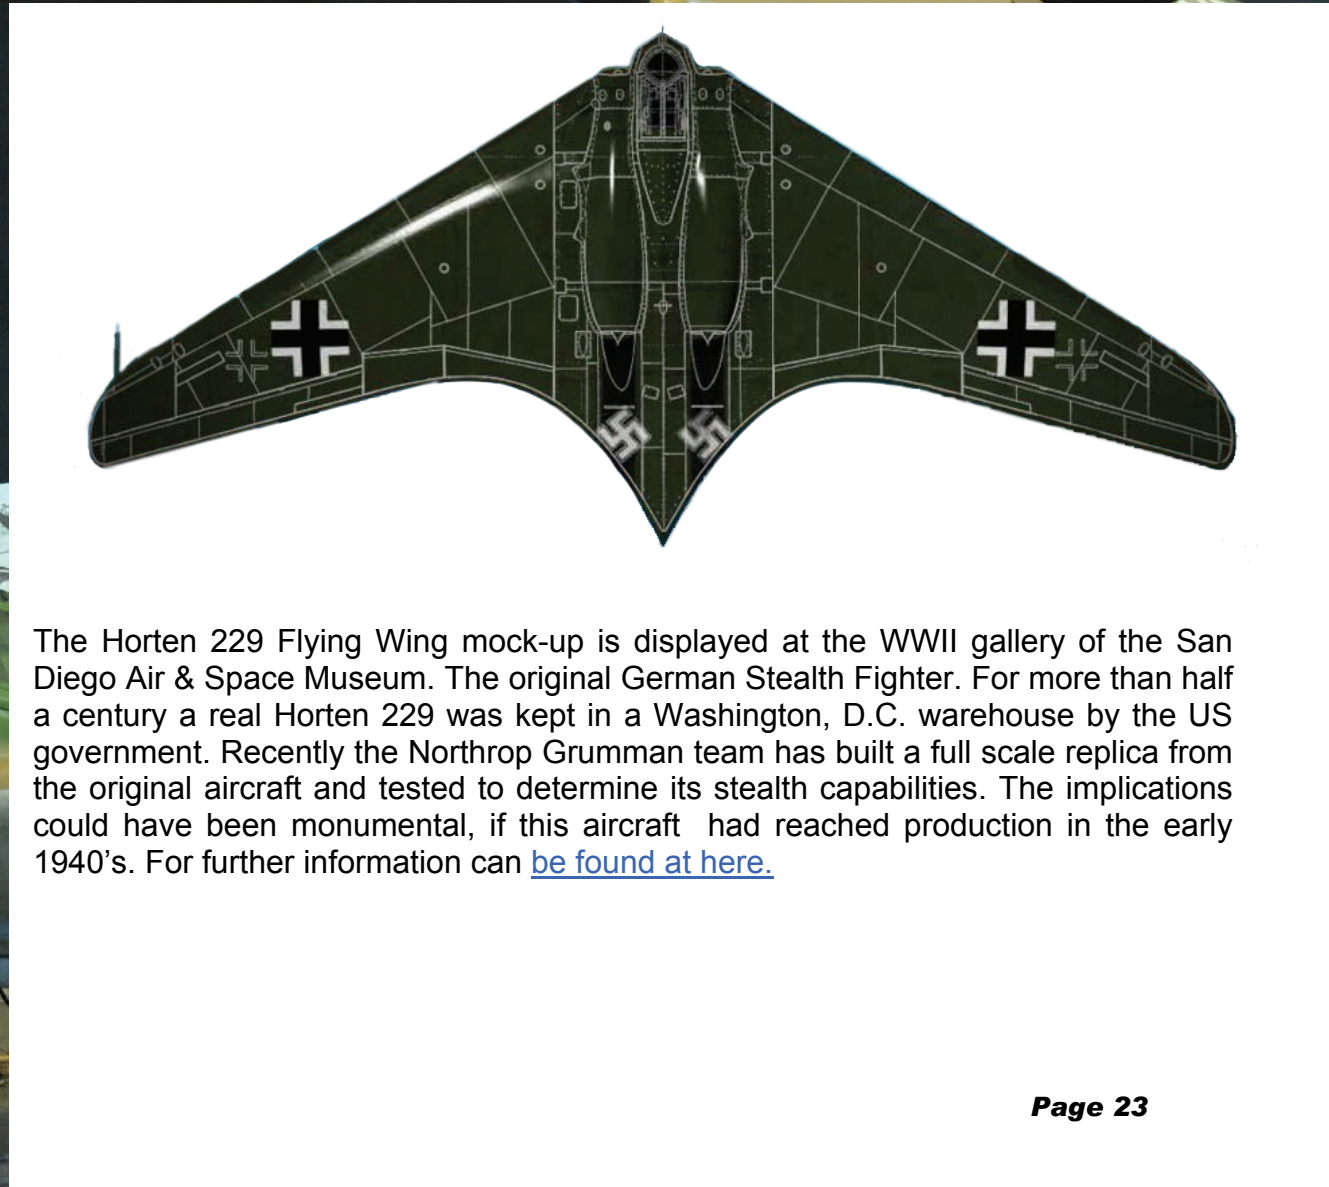 The Horten 229 Flying Wing mock-up is displayed at the WWII gallery of the San
Diego Air & Space Museum. The original German Stealth Fighter. For more than half
a century a real Horten 229 was kept in a Washington, D.C. warehouse by the US
government. Recently the Northrop Grumman team has built a full scale replica from
the original aircraft and tested to determine its stealth capabilities. The implications
could have been monumental, if this aircraft  had reached production in the early
1940’s. For further information can be found at here.
Page 23